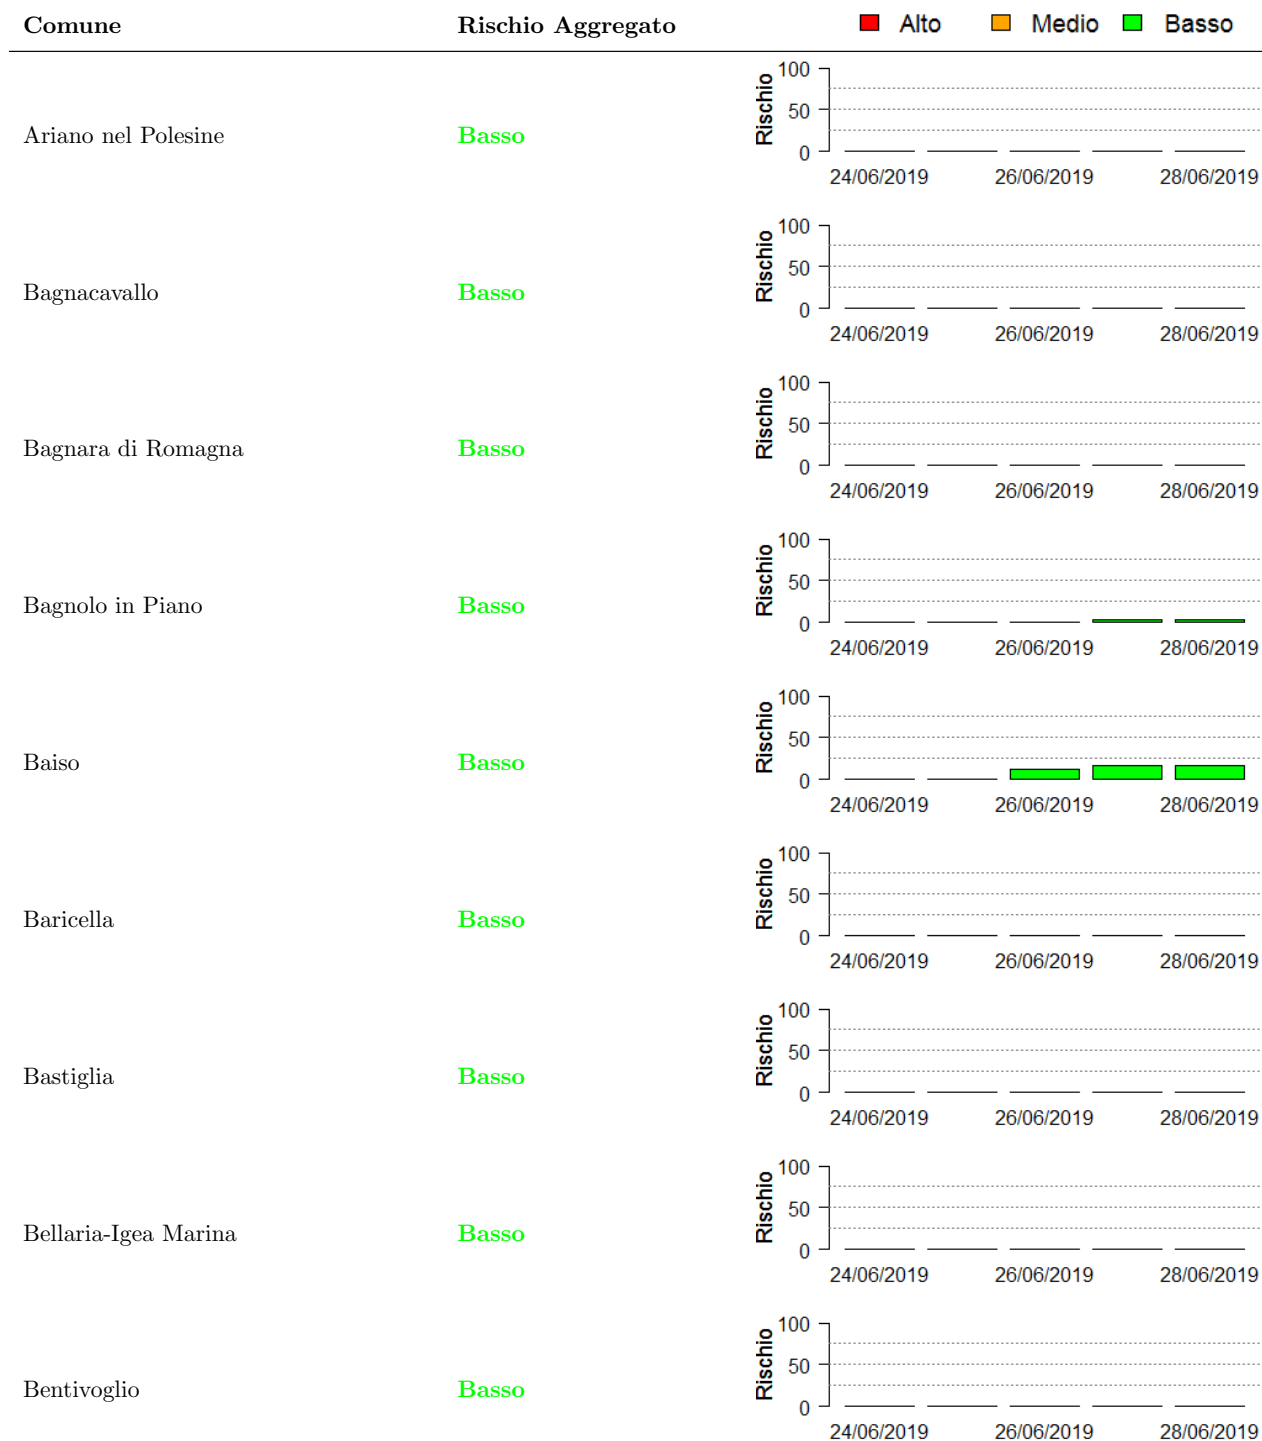 Comune Rischio Aggregato Alto Medio Basso
Ariano nel Polesine Basso Rischio 100 50 0
24/06/2019 26/06/2019 28/06/2019
Bagnacavallo Basso Rischio 100 50 0
24/06/2019 26/06/2019 28/06/2019
Bagnara di Romagna Basso Rischio 100 50 0
24/06/2019 26/06/2019 28/06/2019
Bagnolo in Piano Basso Rischio 100 50 0
24/06/2019 26/06/2019 28/06/2019
Baiso Basso Rischio 100 50 0
24/06/2019 26/06/2019 28/06/2019
Baricella Basso Rischio 100 50 0
24/06/2019 26/06/2019 28/06/2019
Bastiglia Basso Rischio 100 50 0
24/06/2019 26/06/2019 28/06/2019
Bellaria-Igea Marina Basso Rischio 100 50 0
24/06/2019 26/06/2019 28/06/2019
Bentivoglio Basso Rischio 100 50 0
24/06/2019 26/06/2019 28/06/2019